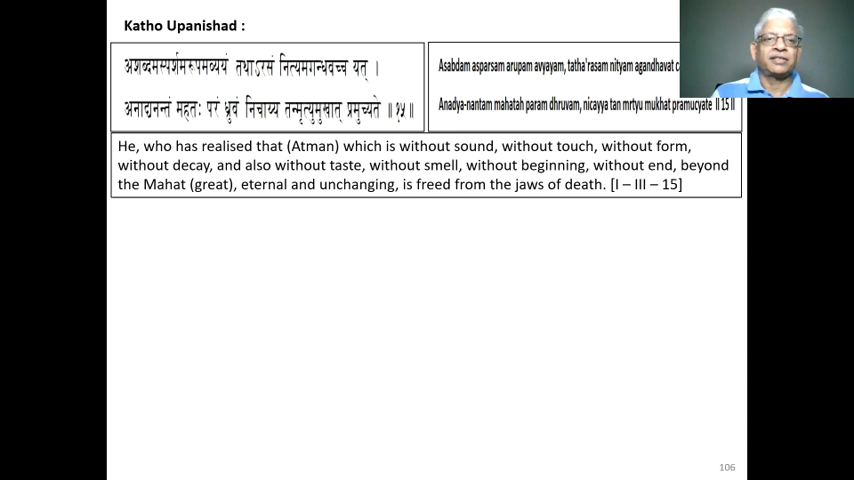 Katho Upanishad :
अशब्दमस्पर्शमरूपमव्ययं तथाऽरसं नित्यमगन्धवच्च यत् ।
अनाद्यनन्तं महतः परं ध्रुवं निचाय्य तन्मृत्युमुखात् प्रमुच्यते ॥ १५ ॥
Asabdam asparsam arupam avyayam, tatha'rasam nityam agandhavat
Anadya-nantam mahatah param dhruvam, nicayya tan mrtyu mukhat pramucyate ॥ 15 ॥
He, who has realised that (Atman) which is without sound, without touch, without form,
without decay, and also without taste, without smell, without beginning, without end, beyond
the Mahat (great), eternal and unchanging, is freed from the jaws of death. [I – III – 15]
106